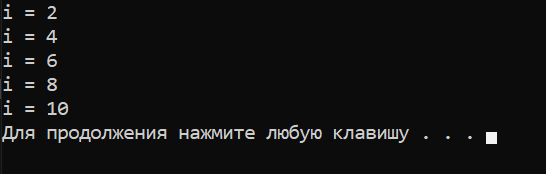 i = 2
i = 4
i = 6
i = 8
i = 10
Для продолжения нажмите любую клавишу . . .